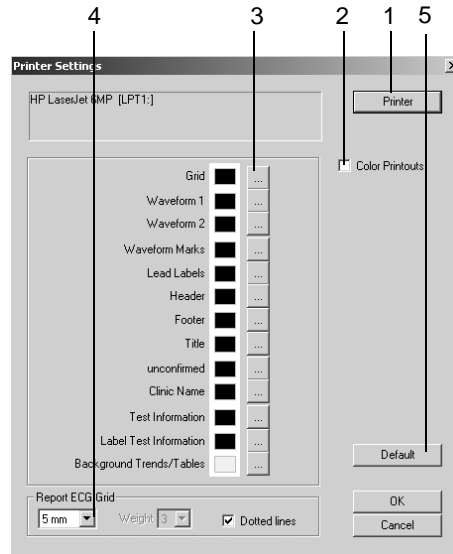 4 3 2 1 5
Printer Settings
HP LaserJet 6MP [LPT1:]
Printer
Color Printouts
Grid ...
Waveform 1 ...
Waveform 2 ...
Waveform Marks ...
Lead Labels ...
Header ...
Footer ...
Title ...
unconfirmed ...
Clinic Name ...
Test Information ...
Label Test Information ...
Background Trends/Tables ...
Default
Report ECG Grid
5 mm Weight 3 Dotted lines
OK
Cancel